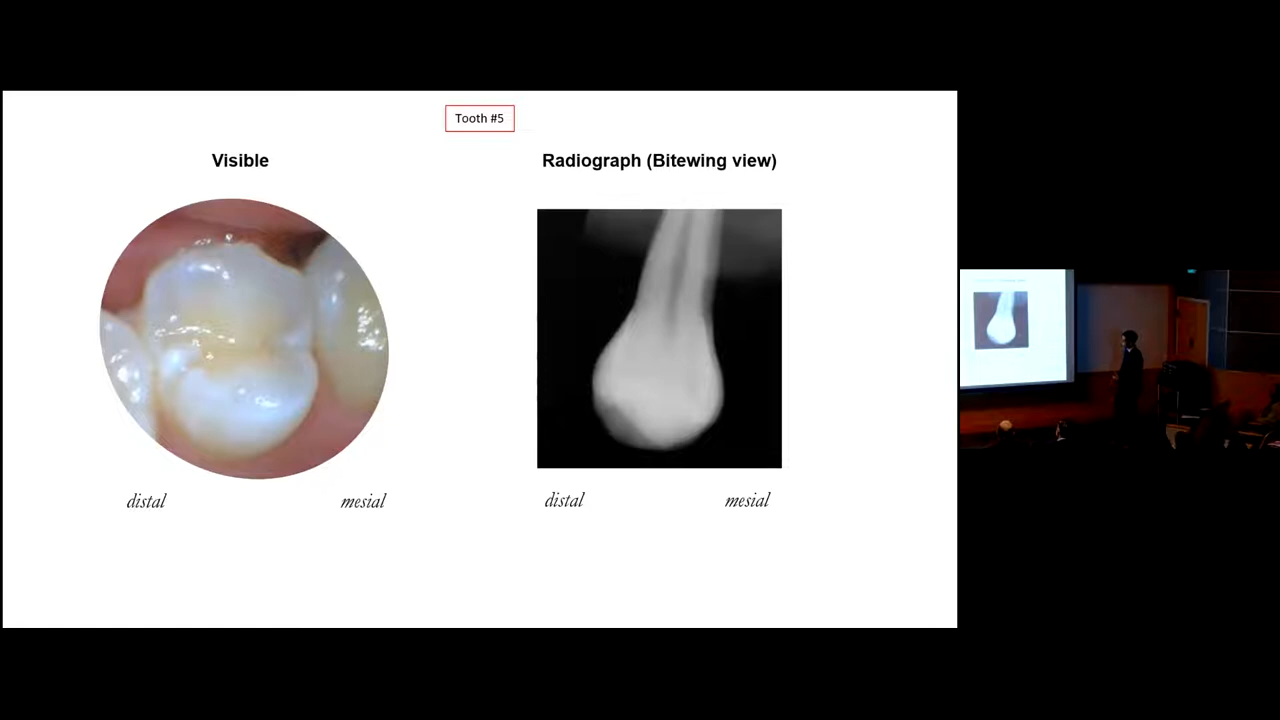 Tooth #5
Visible
Radiograph (Bitewing view)
distal
mesial
distal
mesial